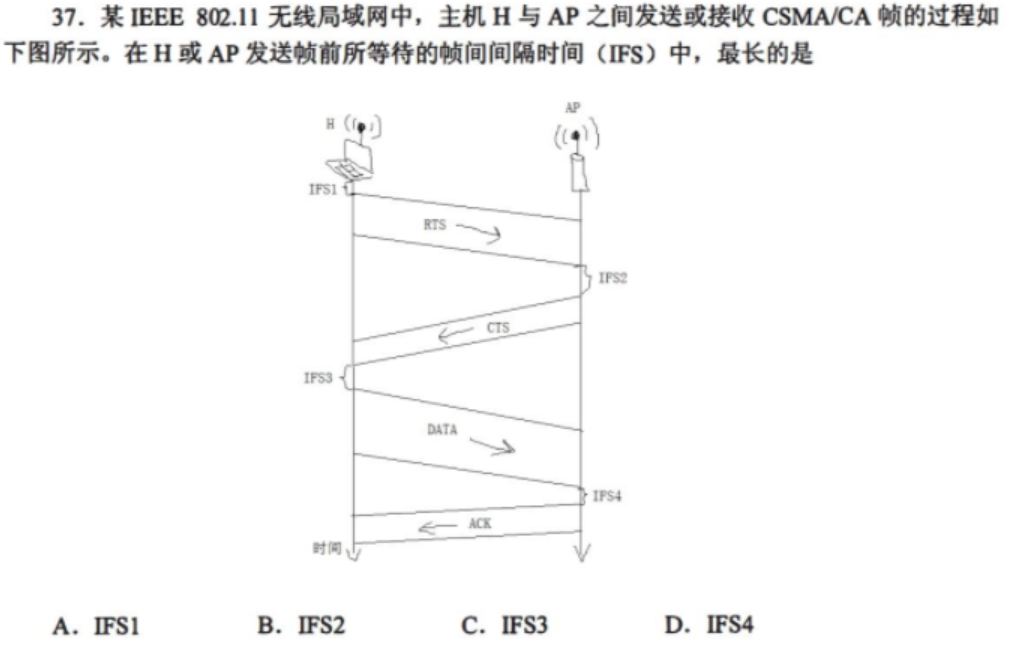 37．某 IEEE 802.11 无线局域网中，主机 H 与 AP 之间发送或接收 CSMA/CA 帧的过程如
下图所示。在 H 或 AP 发送帧前所等待的帧间间隔时间（IFS）中，最长的是
H
AP
IFS1
RTS
IFS2
CTS
IFS3
DATA
IFS4
ACK
时间
A．IFS1 B．IFS2 C．IFS3 D．IFS4